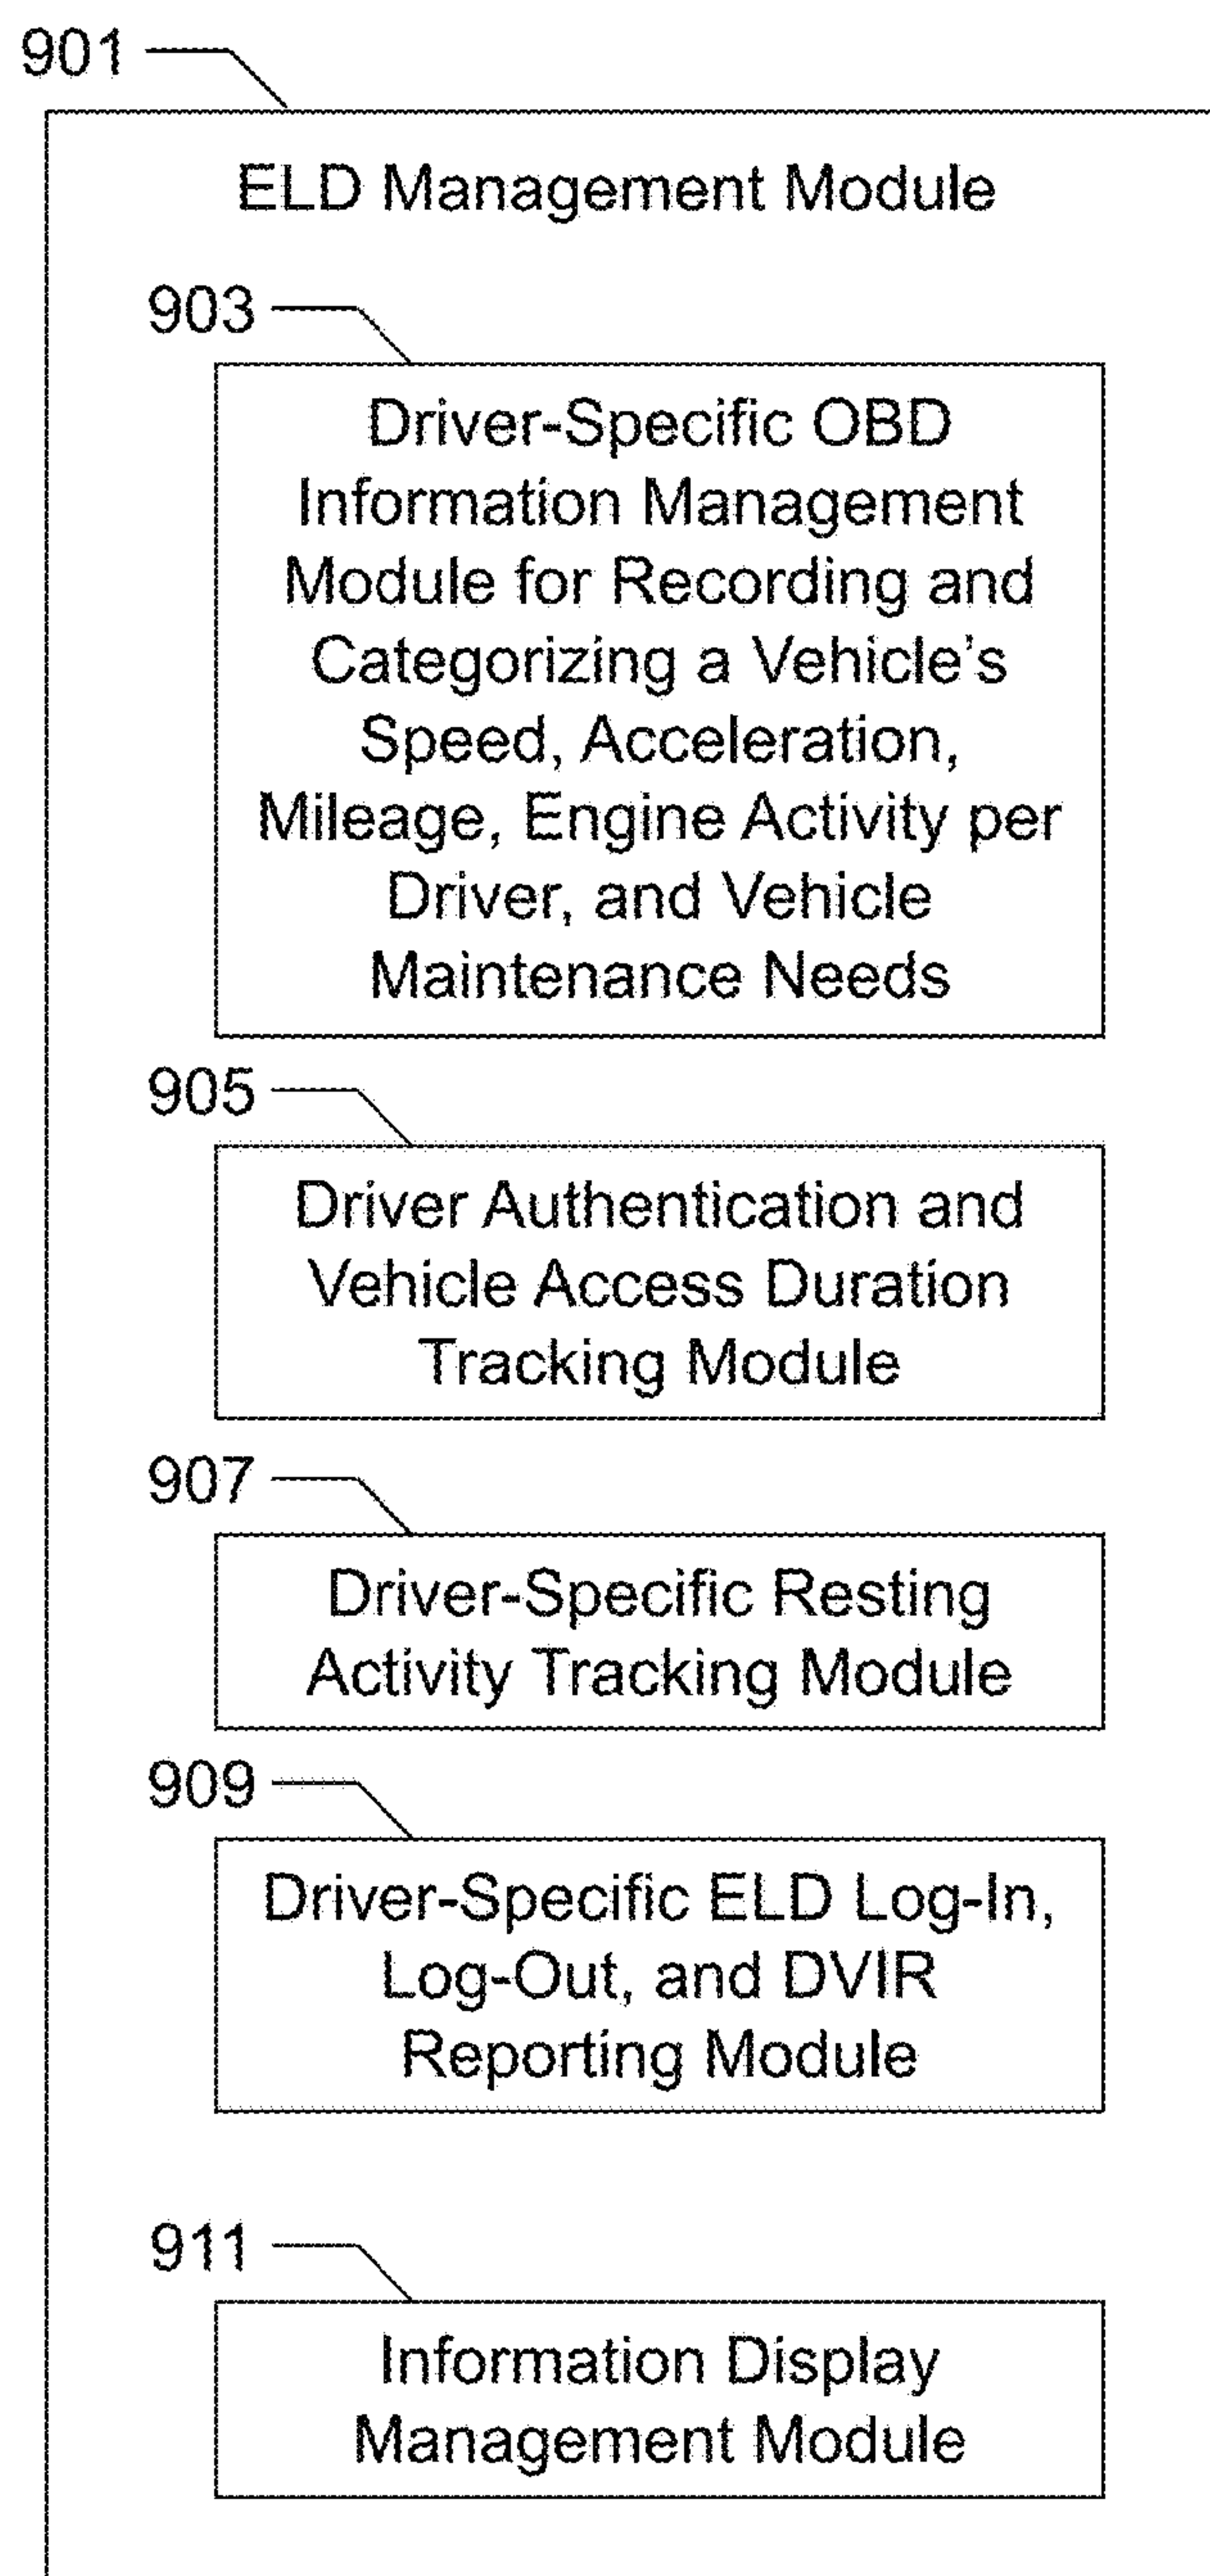 901
ELD Management Module
903
Driver-Specific OBD
Information Management
Module for Recording and
Categorizing a Vehicle's
Speed, Acceleration,
Mileage, Engine Activity per
Driver, and Vehicle
Maintenance Needs
905
Driver Authentication and
Vehicle Access Duration
Tracking Module
907
Driver-Specific Resting
Activity Tracking Module
909
Driver-Specific ELD Log-In,
Log-Out, and DVIR
Reporting Module
911
Information Display
Management Module